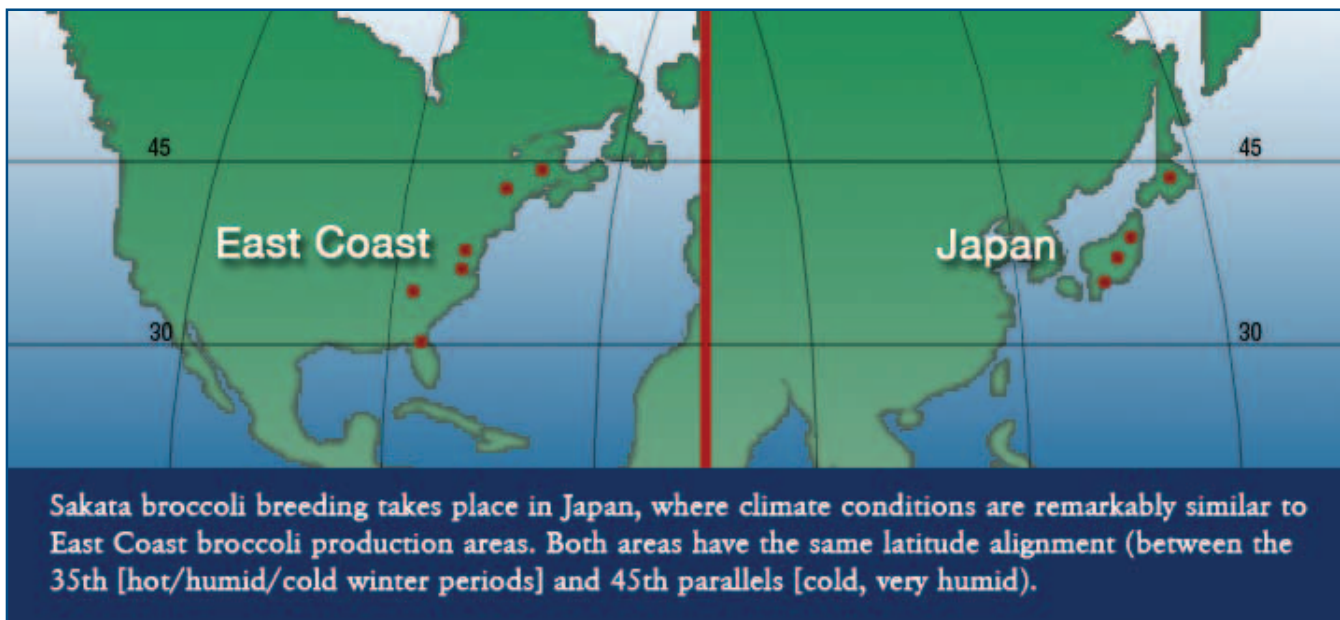 45 45
East Coast Japan
30 30
Sakata broccoli breeding takes place in Japan, where climate conditions are remarkably similar to
East Coast broccoli production areas. Both areas have the same latitude alignment (between the
35th [hot/humid/cold winter periods] and 45th parallels [cold, very humid).